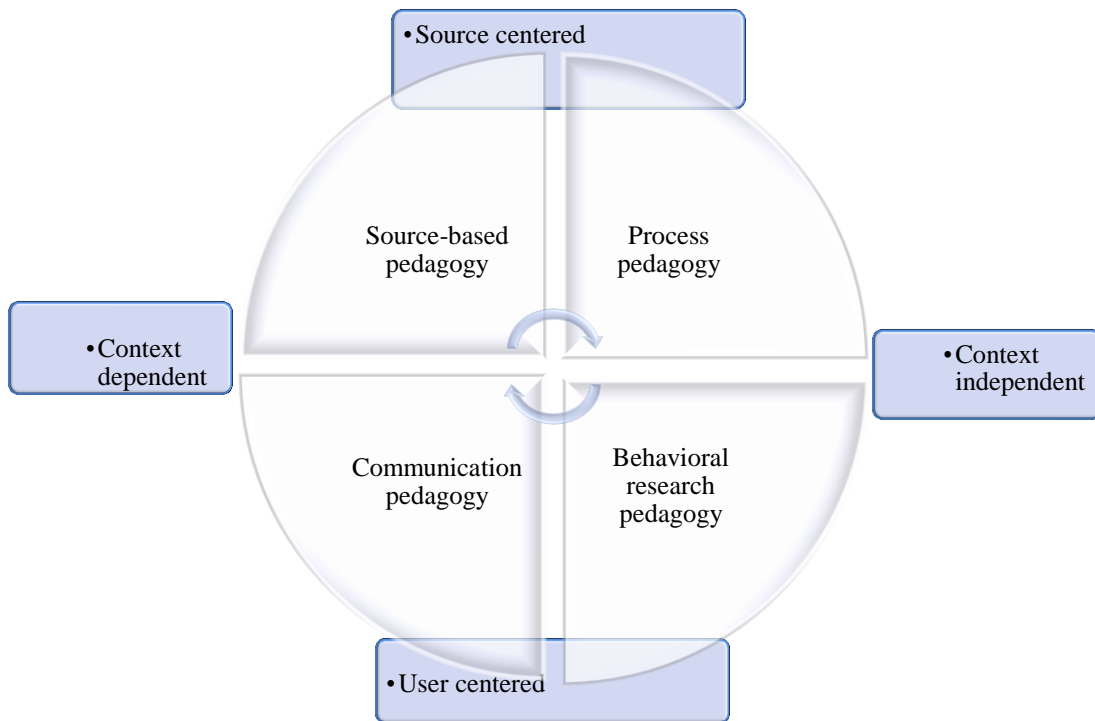 •Source centered
Source-based
pedagogy
Process
pedagogy
•Context
dependent
•Context
independent
Communication
pedagogy
Behavioral
research
pedagogy
•User centered